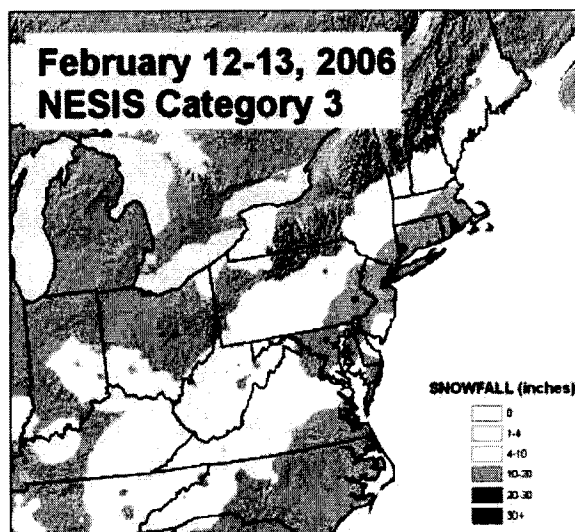 February 12-13, 2006
NESIS Category 3
SNOWFALL (inches)
0
1-4
4-10
10-20
20-30
30+